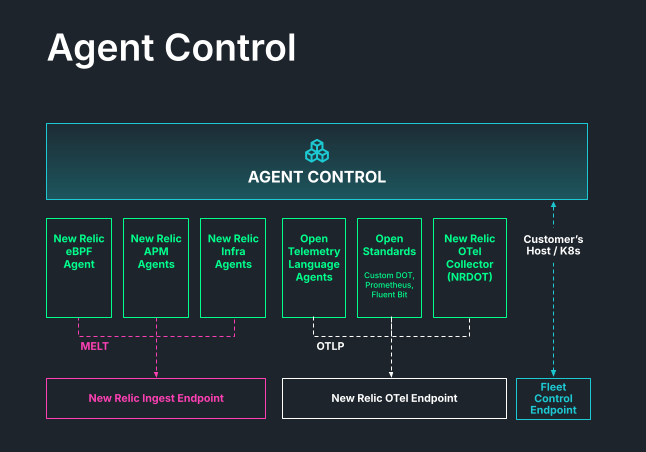 Agent Control
AGENT CONTROL
New Relic
eBPF
Agent
New Relic
APM
Agents
New Relic
Infra
Agents
Open
Telemetry
Language
Agents
Open
Standards
Custom DOT,
Prometheus,
Fluent Bit
New Relic
OTel
Collector
(NRDOT)
Customer's
Host / K8s
MELT
OTLP
New Relic Ingest Endpoint
New Relic OTel Endpoint
Fleet
Control
Endpoint